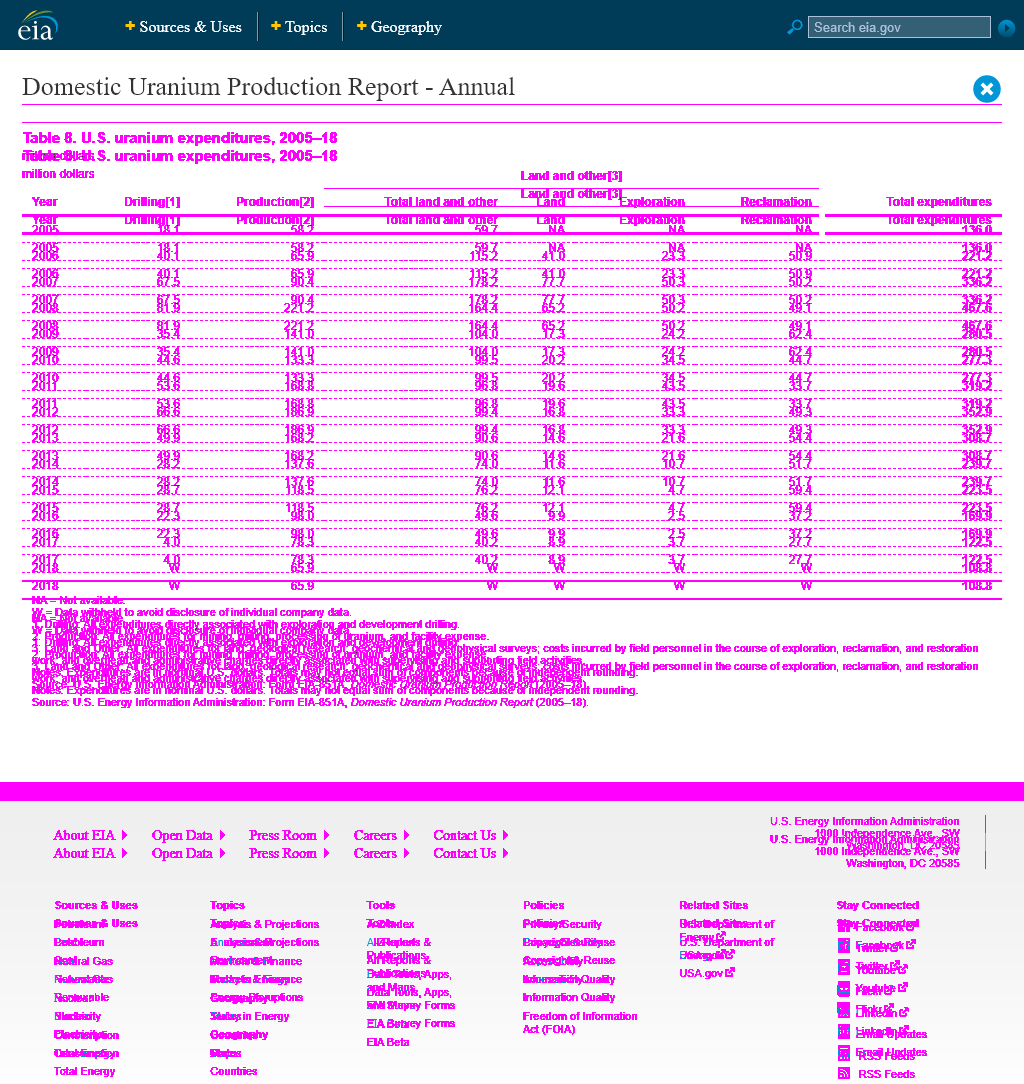 eia
Sources & Uses
Topics
Geography
Search eia.gov
Domestic Uranium Production Report - Annual
Table 8. U.S. uranium expenditures, 2005–18
million dollars
Land and other[3]
Year Drilling[1] Production[2] Total land and other Land Exploration Reclamation Total expenditures
2005 18.1 58.2 59.7 NA NA NA 136.0
2006 40.1 65.9 115.2 41.0 23.3 50.9 221.2
2007 67.5 90.4 178.2 77.7 50.3 50.2 336.2
2008 81.9 221.2 164.4 65.2 50.2 49.1 467.6
2009 35.4 141.0 104.0 17.3 24.2 62.4 280.5
2010 44.6 133.3 99.5 20.2 34.5 44.7 277.3
2011 53.6 168.8 96.8 19.6 43.5 33.7 319.2
2012 66.6 186.9 99.4 16.8 33.3 49.3 352.9
2013 49.9 168.2 90.6 14.6 21.6 54.4 308.7
2014 28.2 137.6 74.0 11.6 10.7 51.7 239.7
2015 28.7 118.5 76.2 12.1 4.7 59.4 223.5
2016 22.3 98.0 49.6 9.9 2.5 37.2 169.9
2017 4.0 78.3 40.2 8.9 3.7 27.7 122.5
2018 W 65.9 W W W W 108.8
NA = Not available.
W = Data withheld to avoid disclosure of individual company data.
1. Drilling: All expenditures directly associated with exploration and development drilling.
2. Production: All expenditures for mining, milling, processing of uranium, and facility expense.
3. Land and Other: All expenditures for land; geological research; geochemical and geophysical surveys; costs incurred by field personnel in the course of exploration, reclamation, and restoration
work; and overhead and administrative charges directly associated with supervising and supporting field activities.
Notes: Expenditures are in nominal U.S. dollars. Totals may not equal sum of components because of independent rounding.
Source: U.S. Energy Information Administration: Form EIA-851A, Domestic Uranium Production Report (2005–18).
About EIA Open Data Press Room Careers Contact Us
About EIA Open Data Press Room Careers Contact Us
U.S. Energy Information Administration
1000 Independence Ave., SW
Washington, DC 20585
Sources & Uses
Petroleum
Coal
Natural Gas
Renewable
Nuclear
Electricity
Consumption
Total Energy
Topics
Analysis & Projections
Environment
Markets & Finance
Today in Energy
Geography
States
Maps
Countries
Tools
A-Z Index
All Reports &
Publications
Data Tools, Apps,
and Maps
EIA Survey Forms
EIA Beta
Policies
Privacy/Security
Copyright & Reuse
Accessibility
Information Quality
Freedom of Information
Act (FOIA)
Related Sites
U.S. Department of
Energy
USA.gov
Stay Connected
Facebook
Twitter
Youtube
Flickr
LinkedIn
Email Updates
RSS Feeds